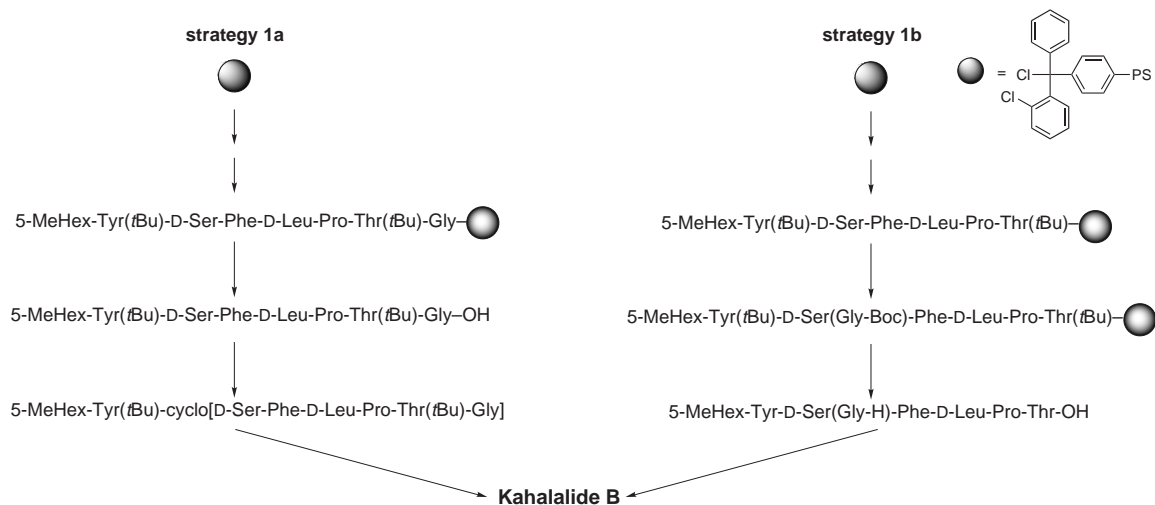 strategy 1a
strategy 1b
= Cl
PS
Cl
5-MeHex-Tyr(tBu)-D-Ser-Phe-D-Leu-Pro-Thr(tBu)-Gly–
5-MeHex-Tyr(tBu)-D-Ser-Phe-D-Leu-Pro-Thr(tBu)–
5-MeHex-Tyr(tBu)-D-Ser-Phe-D-Leu-Pro-Thr(tBu)-Gly–OH
5-MeHex-Tyr(tBu)-D-Ser(Gly-Boc)-Phe-D-Leu-Pro-Thr(tBu)–
5-MeHex-Tyr(tBu)-cyclo[D-Ser-Phe-D-Leu-Pro-Thr(tBu)-Gly]
5-MeHex-Tyr-D-Ser(Gly-H)-Phe-D-Leu-Pro-Thr-OH
Kahalalide B